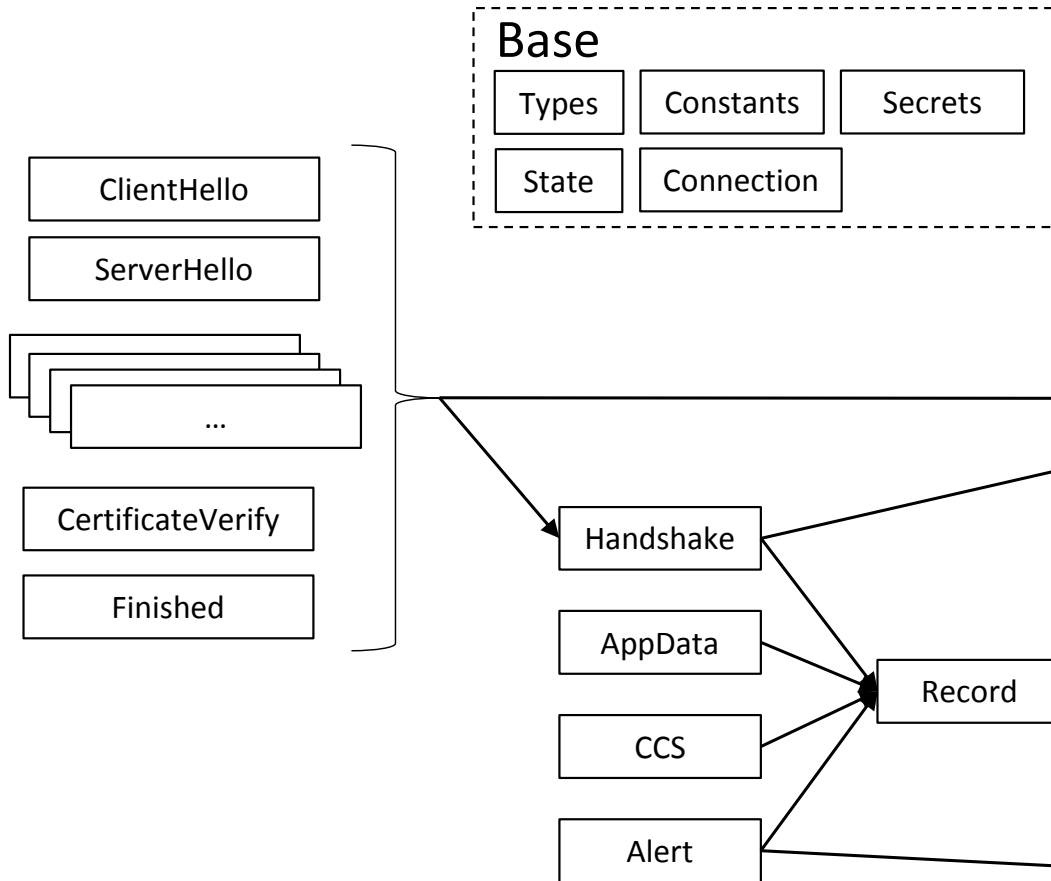 Base
Types Constants Secrets
State Connection
ClientHello
ServerHello
...
CertificateVerify
Finished
Handshake
AppData
Record
CCS
Alert